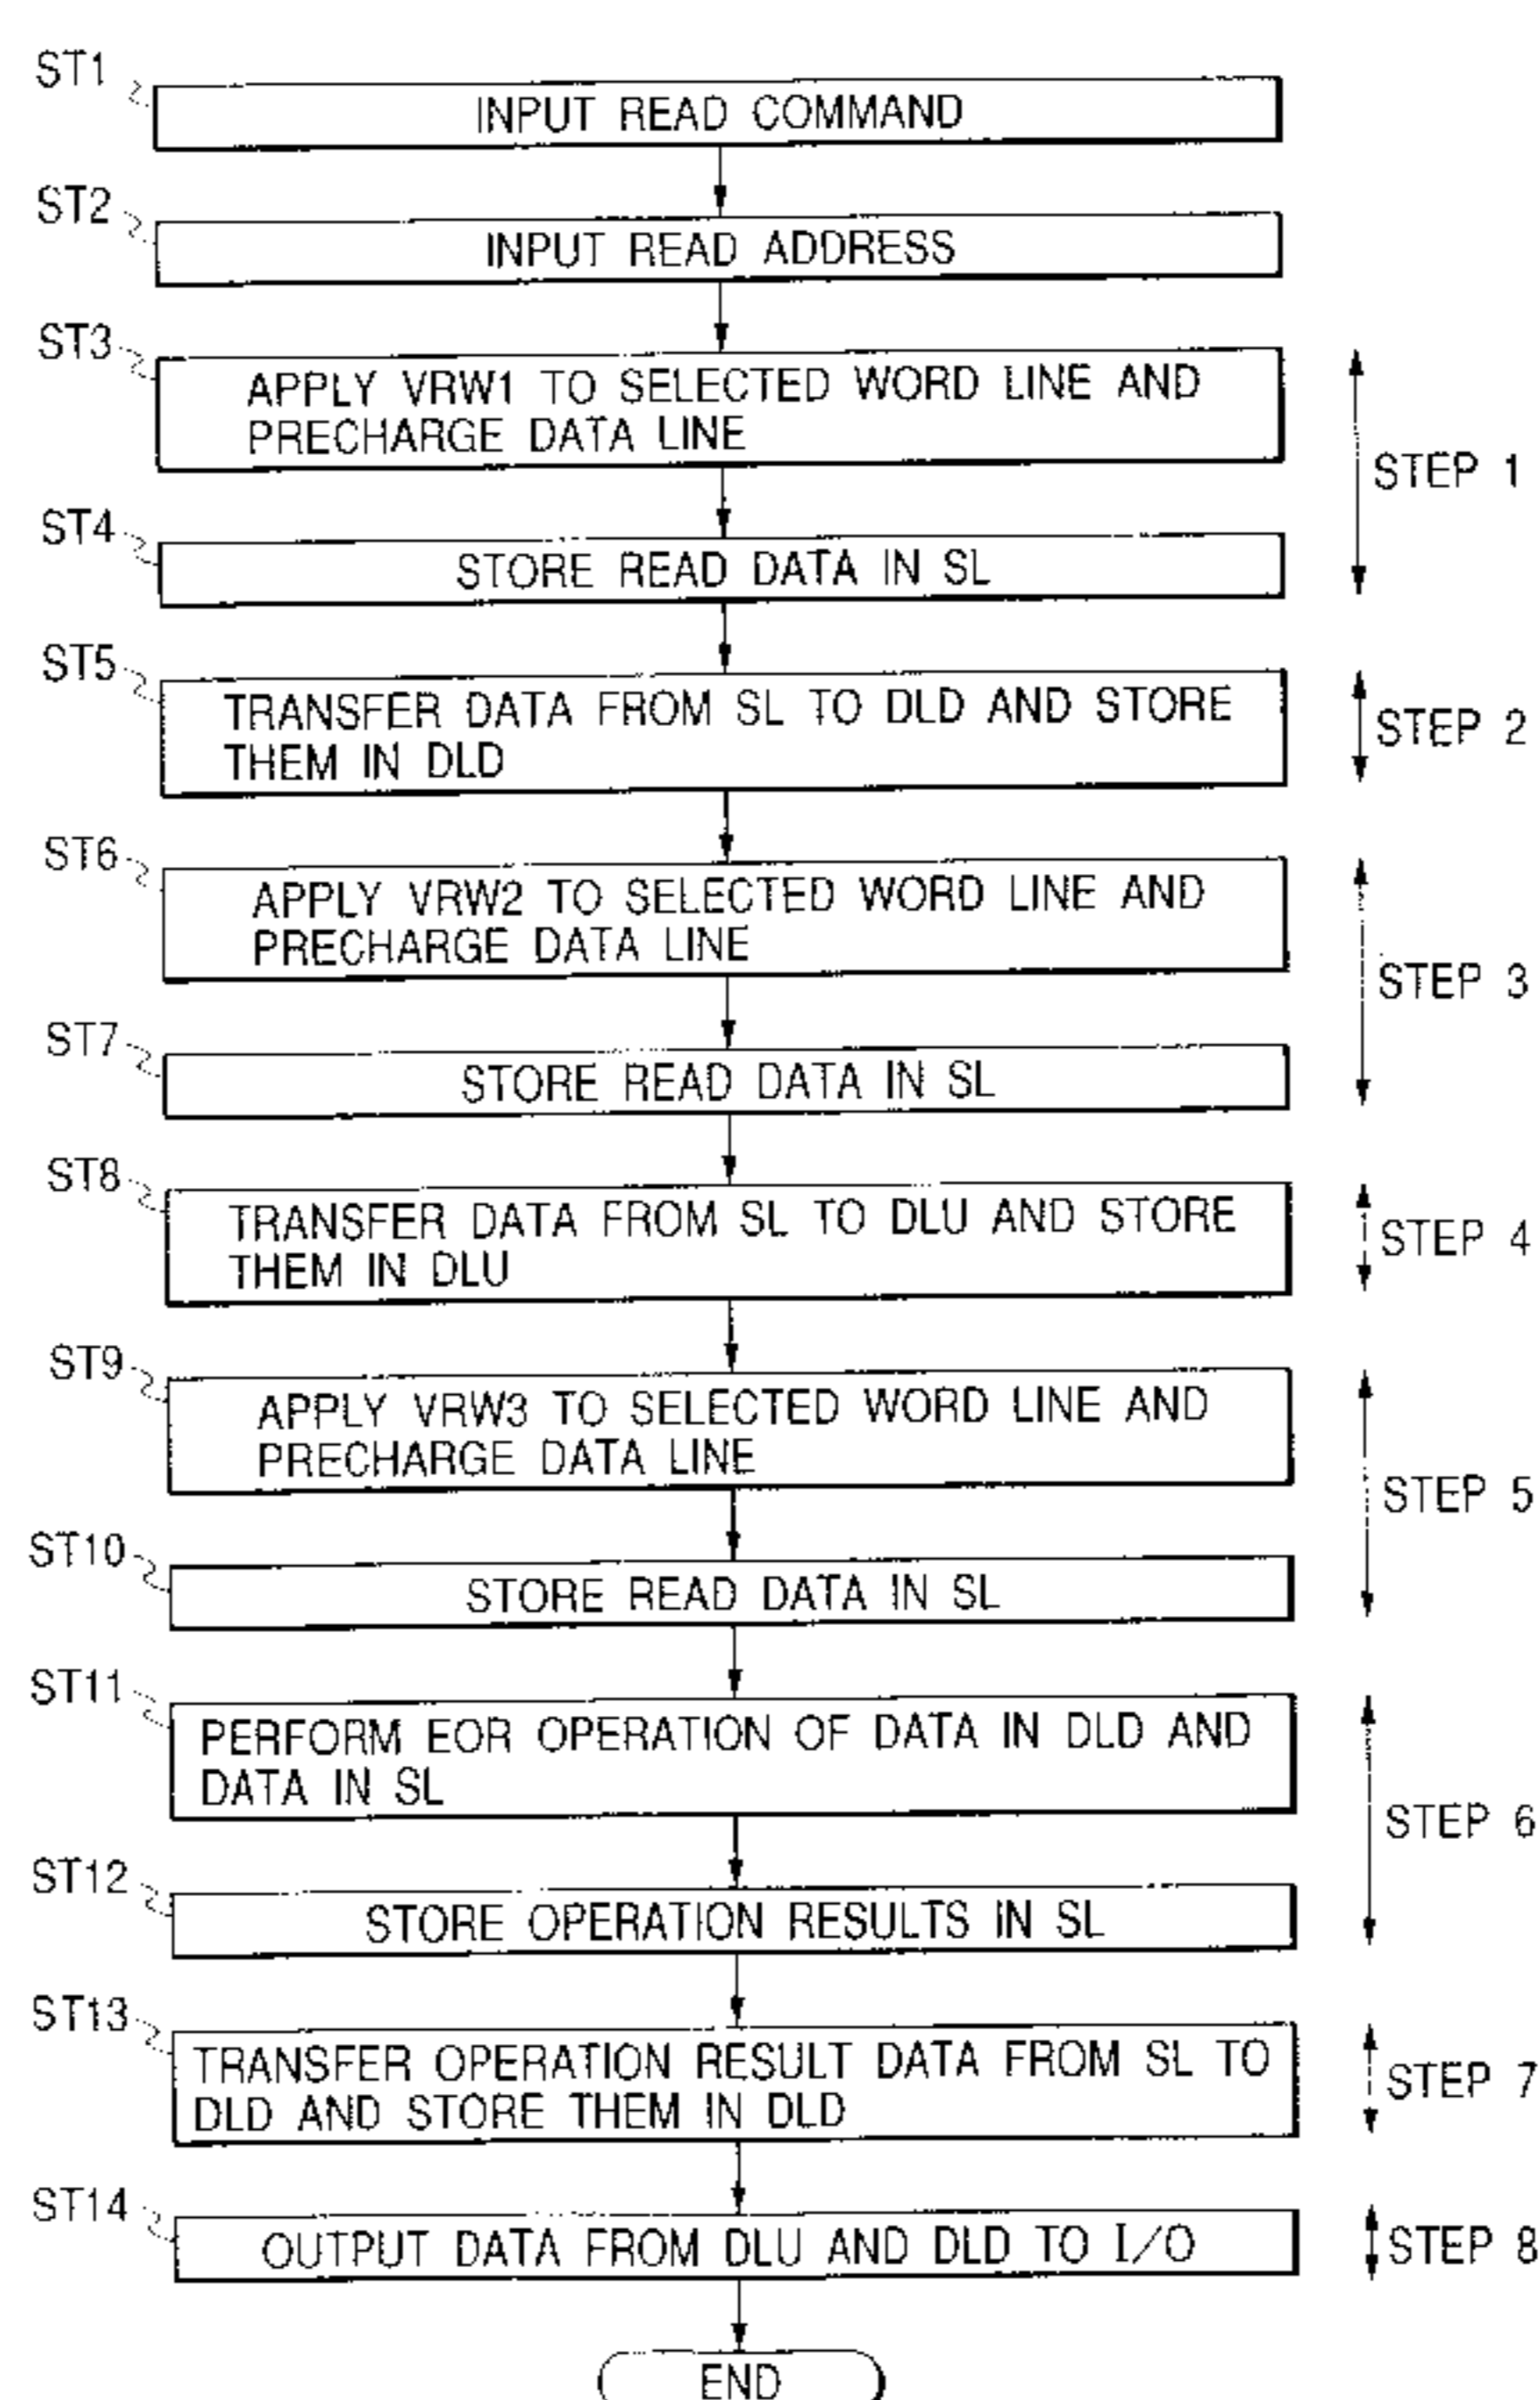 ST1
INPUT READ COMMAND
ST2
INPUT READ ADDRESS
ST3
APPLY VRW1 TO SELECTED WORD LINE AND
PRECHARGE DATA LINE
STEP 1
ST4
STORE READ DATA IN SL
ST5
TRANSFER DATA FROM SL TO DLD AND STORE
THEM IN DLD
STEP 2
ST6
APPLY VRW2 TO SELECTED WORD LINE AND
PRECHARGE DATA LINE
STEP 3
ST7
STORE READ DATA IN SL
ST8
TRANSFER DATA FROM SL TO DLU AND STORE
THEM IN DLU
STEP 4
ST9
APPLY VRW3 TO SELECTED WORD LINE AND
PRECHARGE DATA LINE
STEP 5
ST10
STORE READ DATA IN SL
ST11
PERFORM EOR OPERATION OF DATA IN DLD AND
DATA IN SL
STEP 6
ST12
STORE OPERATION RESULTS IN SL
ST13
TRANSFER OPERATION RESULT DATA FROM SL TO
DLD AND STORE THEM IN DLD
STEP 7
ST14
OUTPUT DATA FROM DLU AND DLD TO I/O
STEP 8
END